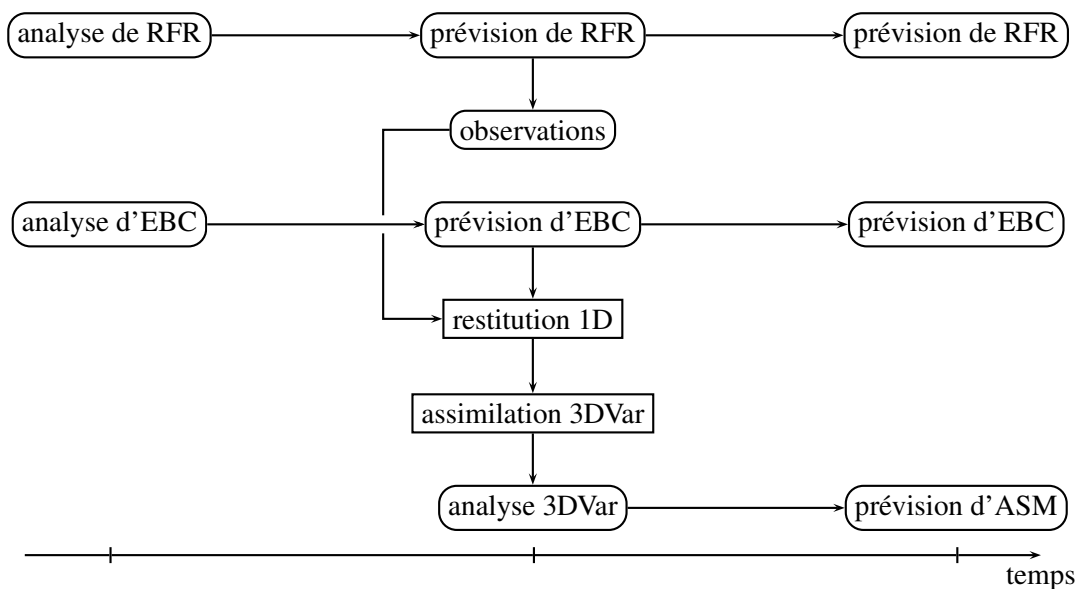 analyse de RFR
prévision de RFR
prévision de RFR
observations
analyse d'EBC
prévision d'EBC
prévision d'EBC
restitution 1D
assimilation 3DVar
analyse 3DVar
prévision d'ASM
temps